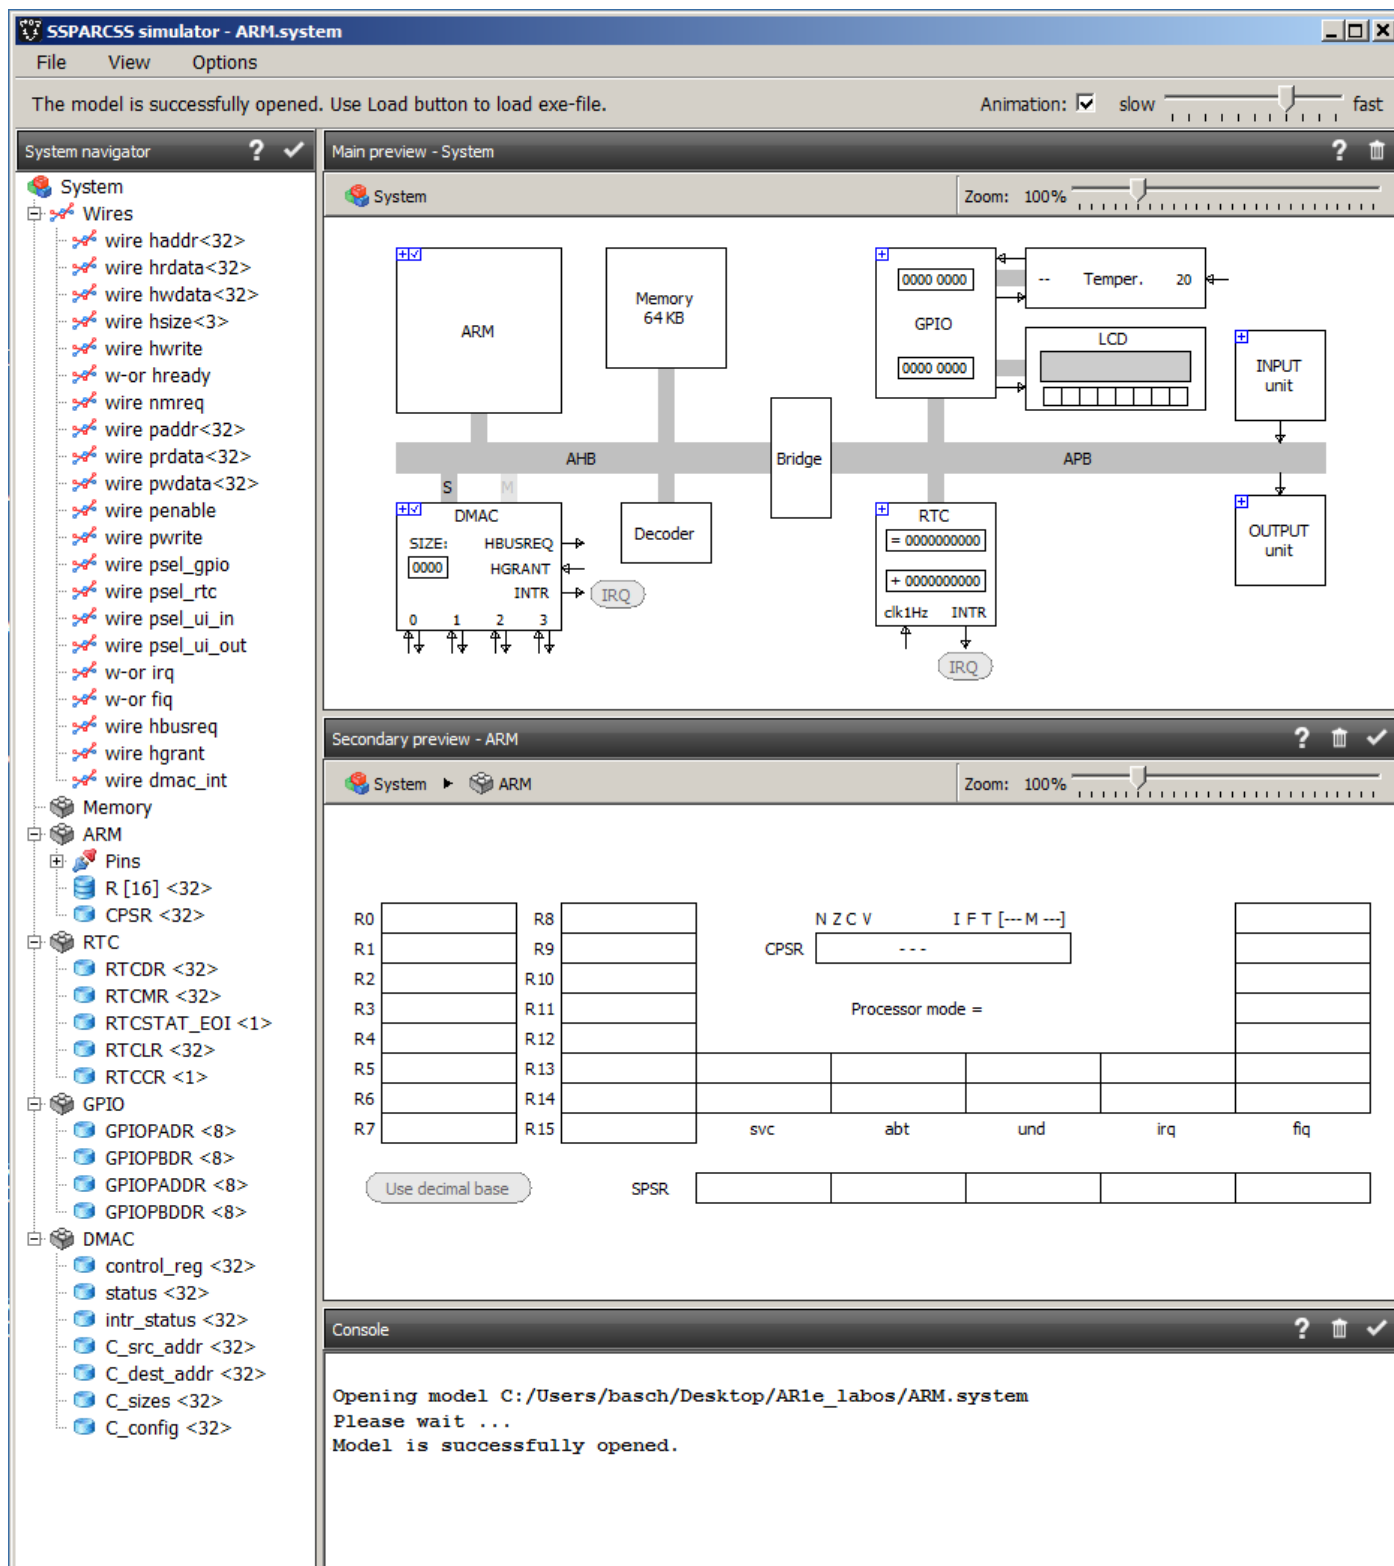 SSPARCSS simulator - ARM.system
File View Options
The model is successfully opened. Use Load button to load exe-file.
Animation: slow fast
System navigator ?
System
Wires
wire haddr<32>
wire hrdata<32>
wire hwdata<32>
wire hsize<3>
wire hwrite
w-or hready
wire nmreq
wire paddr<32>
wire prdata<32>
wire pwdata<32>
wire penable
wire pwrite
wire psel_gpio
wire psel_rtc
wire psel_ui_in
wire psel_ui_out
w-or irq
w-or fiq
wire hbusreq
wire hgrant
wire dmac_int
Memory
ARM
Pins
R [16] <32>
CPSR <32>
RTC
RTCDR <32>
RTCMR <32>
RTCSTAT_EOI <1>
RTCLR <32>
RTCCR <1>
GPIO
GPIOPADR <8>
GPIOPBDR <8>
GPIOPADDR <8>
GPIOPBDDR <8>
DMAC
control_reg <32>
status <32>
intr_status <32>
C_src_addr <32>
C_dest_addr <32>
C_sizes <32>
C_config <32>
Main preview - System ?
System
Zoom: 100%
ARM
Memory
64 KB
0000 0000
GPIO
0000 0000
-- Temper. 20
LCD
INPUT
unit
AHB
Bridge
APB
S M
DMAC
SIZE:
0000
HBUSREQ
HGRANT
INTR
IRQ
0 1 2 3
Decoder
RTC
= 0000000000
+ 0000000000
clk1Hz INTR
IRQ
OUTPUT
unit
Secondary preview - ARM ?
System ARM
Zoom: 100%
R0 R8 N Z C V I F T [--- M ---]
R1 R9 CPSR - - -
R2 R10
R3 R11 Processor mode =
R4 R12
R5 R13
R6 R14
R7 R15 svc abt und irq fiq
Use decimal base SPSR
Console ?
Opening model C:/Users/basch/Desktop/AR1e_labos/ARM.system
Please wait ...
Model is successfully opened.